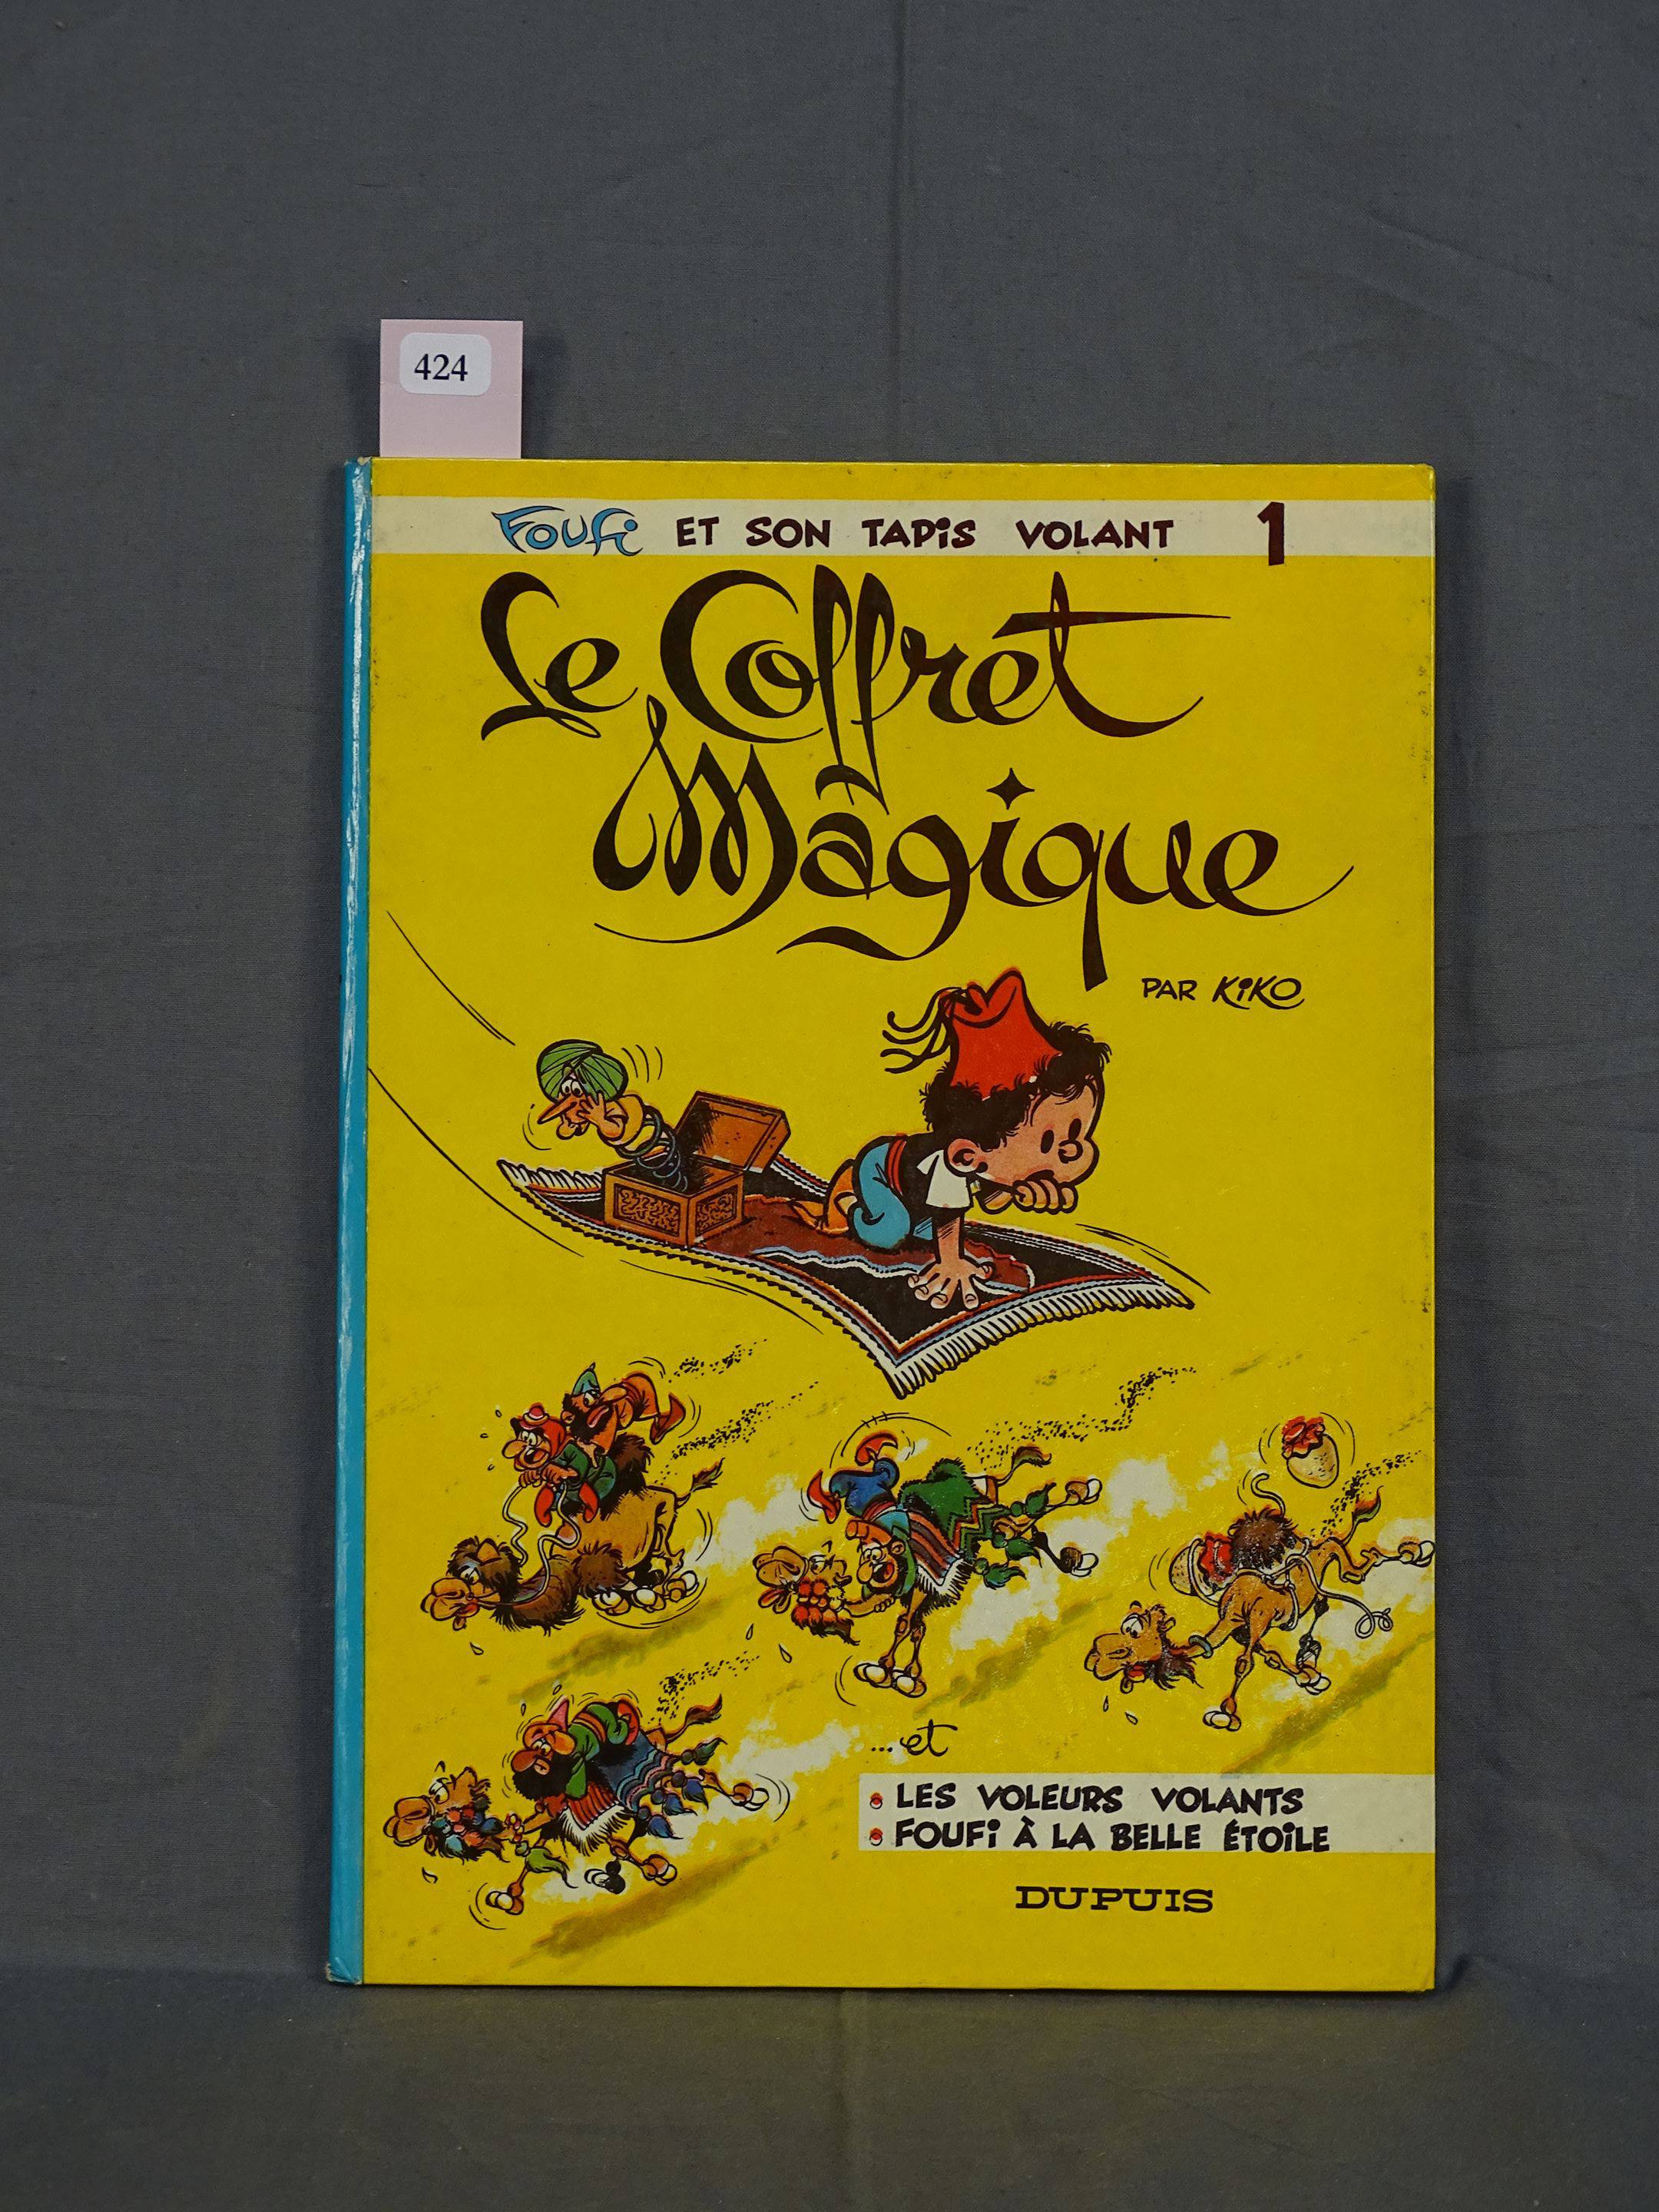 424
Foufi ET SON TAPiS VOLANT 1
Le Coffret
Magique
PAR KiKO
...et
LES VOLEURS VOLANTS
FOUFi À LA BELLE ÉTOiLE
DUPUIS